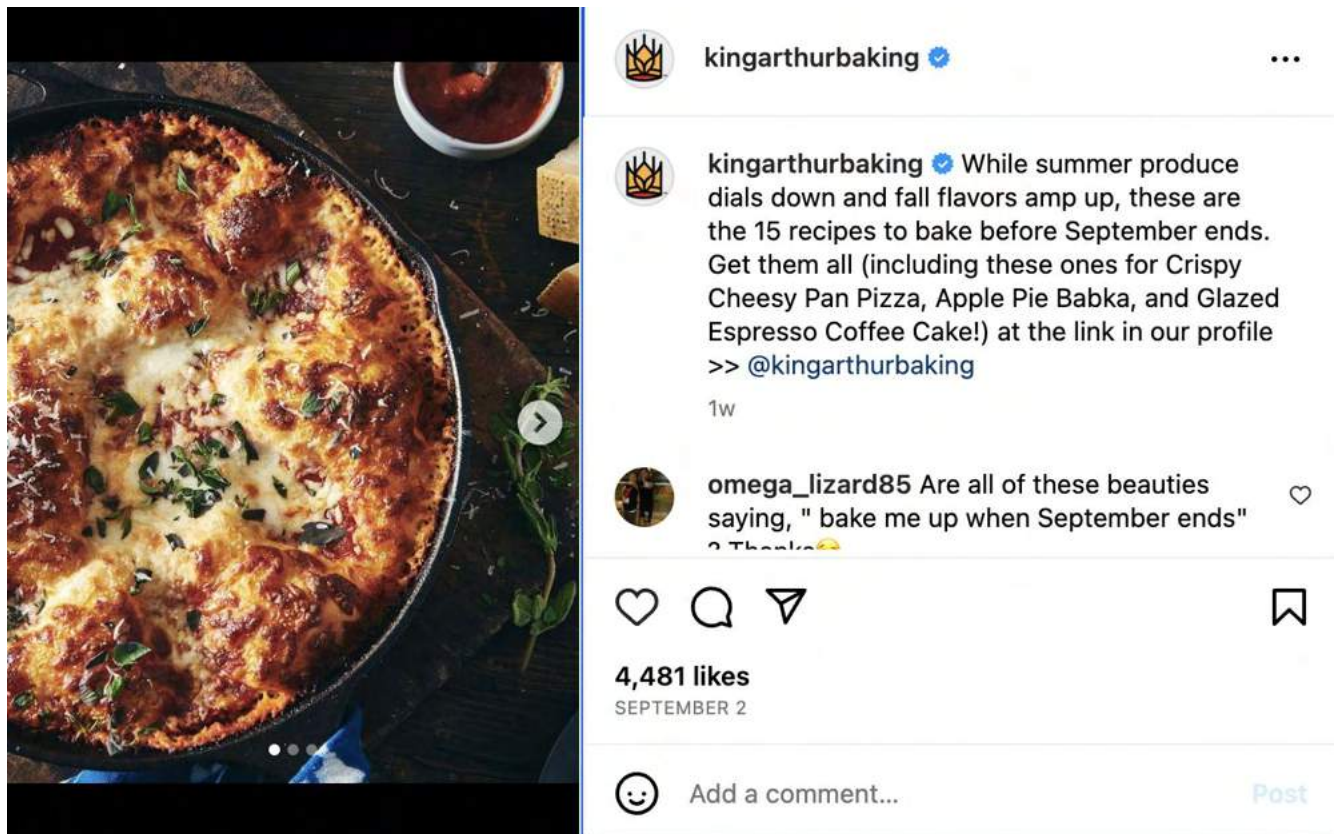 kingarthurbaking
kingarthurbaking While summer produce
dials down and fall flavors amp up, these are
the 15 recipes to bake before September ends.
Get them all (including these ones for Crispy
Cheesy Pan Pizza, Apple Pie Babka, and Glazed
Espresso Coffee Cake!) at the link in our profile
>> @kingarthurbaking
1w
omega_lizard85 Are all of these beauties
saying, " bake me up when September ends"
? Thanks😂
4,481 likes
SEPTEMBER 2
Add a comment...
Post